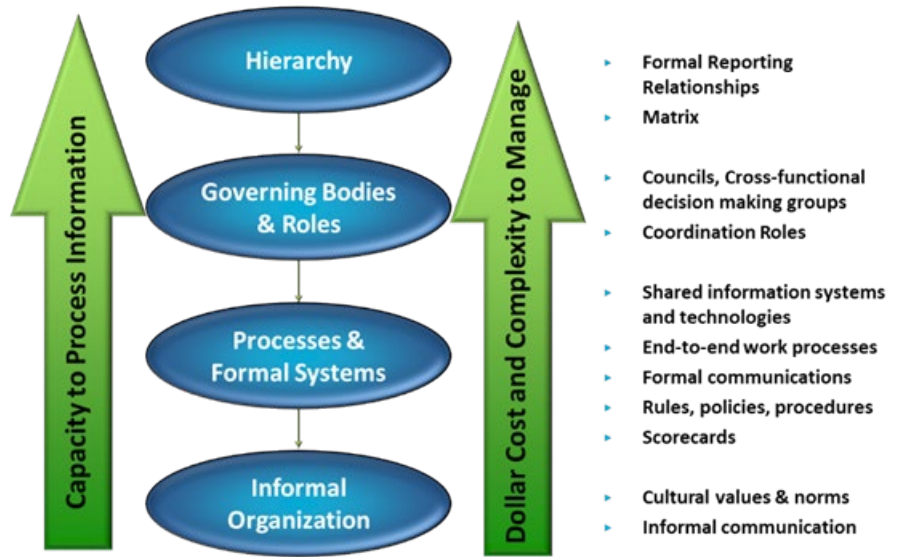 Capacity to Process Information
Hierarchy
Governing Bodies
& Roles
Processes &
Formal Systems
Informal
Organization
Dollar Cost and Complexity to Manage
Formal Reporting
Relationships
Matrix
Councils, Cross-functional
decision making groups
Coordination Roles
Shared information systems
and technologies
End-to-end work processes
Formal communications
Rules, policies, procedures
Scorecards
Cultural values & norms
Informal communication